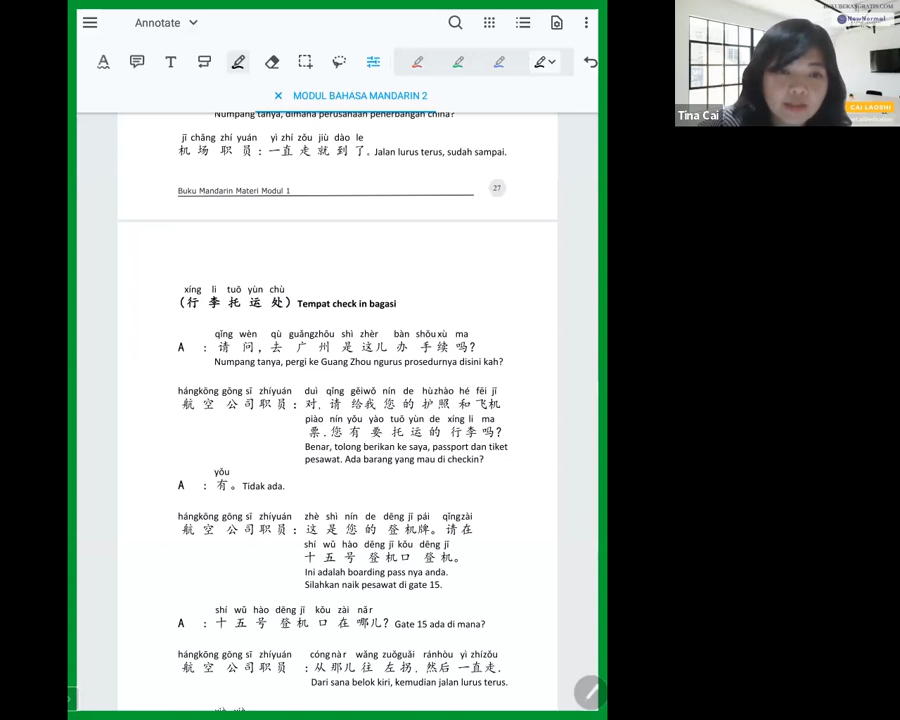 Annotate
MODUL BAHASA MANDARIN 2
Numpang tanya, dimana perusahaan penerbangan china?
jī chǎng zhí yuán yì zhí zǒu jiù dào le
机 场 职 员：一 直 走 就 到 了。Jalan lurus terus, sudah sampai.
Buku Mandarin Materi Modul 1
27
xíng li tuō yùn chù
（行 李 托 运 处）Tempat check in bagasi
qǐng wèn qù guǎngzhōu shì zhèr bàn shǒu xù ma
A : 请 问，去 广 州 是 这儿 办 手 续 吗？
Numpang tanya, pergi ke Guang Zhou ngurus prosedurnya disini kah?
hángkōng gōng sī zhíyuán duì qǐng gěiwǒ nín de hùzhào hé fēi jī
航 空 公司 职员：对，请 给我 您 的 护照 和 飞机
piào nín yǒu yào tuō yùn de xíng li ma
票．您 有 要 托 运 的 行 李 吗？
Benar, tolong berikan ke saya, passport dan tiket
pesawat. Ada barang yang mau di checkin?
yǒu
A : 有 。Tidak ada.
hángkōng gōng sī zhíyuán zhè shì nín de dēng jī pái qǐngzài
航 空 公 司 职 员：这 是 您 的 登 机牌。请 在
shí wǔ hào dēng jī kǒu dēng jī
十 五 号 登 机口 登 机。
Ini adalah boarding pass nya anda.
Silahkan naik pesawat di gate 15.
shí wǔ hào dēng jī kǒu zài nǎr
A : 十 五 号 登 机 口 在 哪儿？Gate 15 ada di mana?
hángkōng gōng sī zhíyuán cóngnàr wǎng zuǒguǎi ránhòu yì zhízǒu
航 空 公 司 职 员 ：从 那儿 往 左 拐．然后 一 直走．
Dari sana belok kiri, kemudian jalan lurus terus.
Tina Cai
NewNormal
CAI LAOSHI